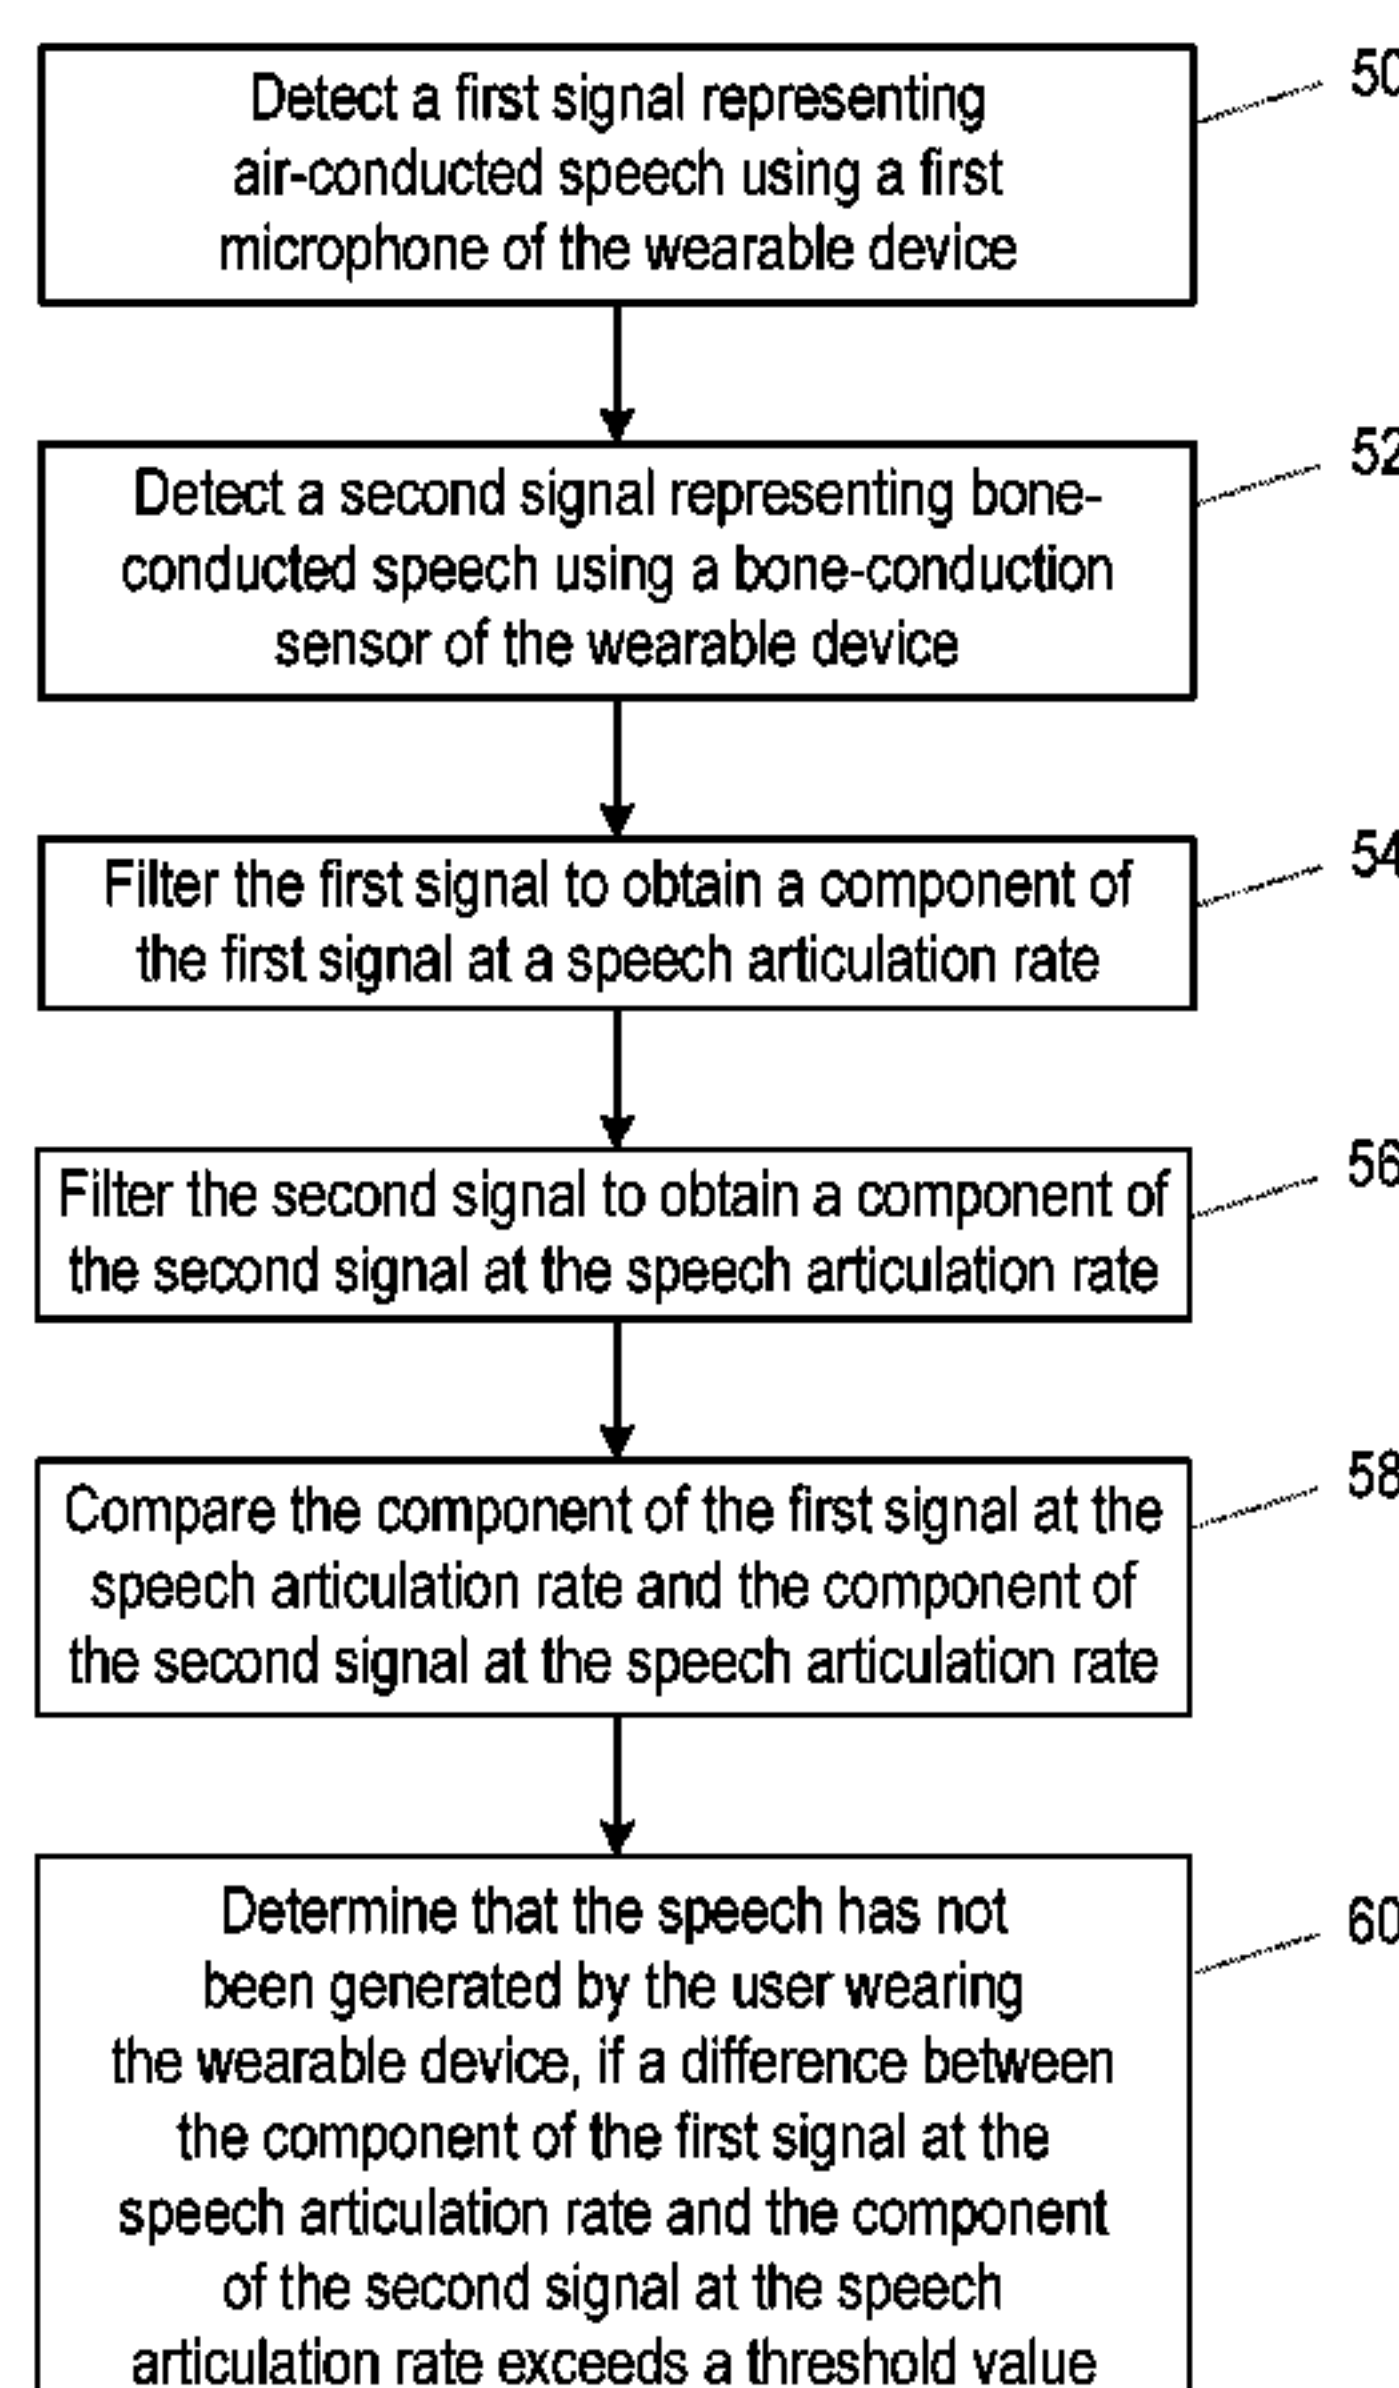 Detect a first signal representing
air-conducted speech using a first
microphone of the wearable device
50
Detect a second signal representing bone-
conducted speech using a bone-conduction
sensor of the wearable device
52
Filter the first signal to obtain a component of
the first signal at a speech articulation rate
54
Filter the second signal to obtain a component of
the second signal at the speech articulation rate
56
Compare the component of the first signal at the
speech articulation rate and the component of
the second signal at the speech articulation rate
58
Determine that the speech has not
been generated by the user wearing
the wearable device, if a difference between
the component of the first signal at the
speech articulation rate and the component
of the second signal at the speech
articulation rate exceeds a threshold value
60